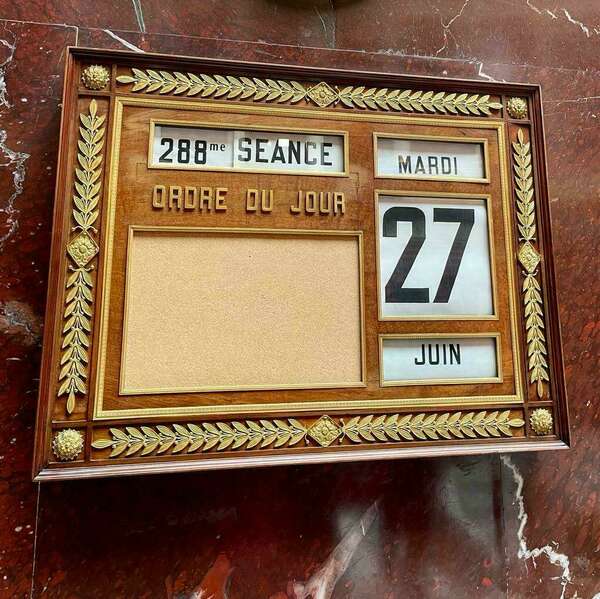 288me SEANCE
ORDRE DU JOUR
MARDI
27
JUIN